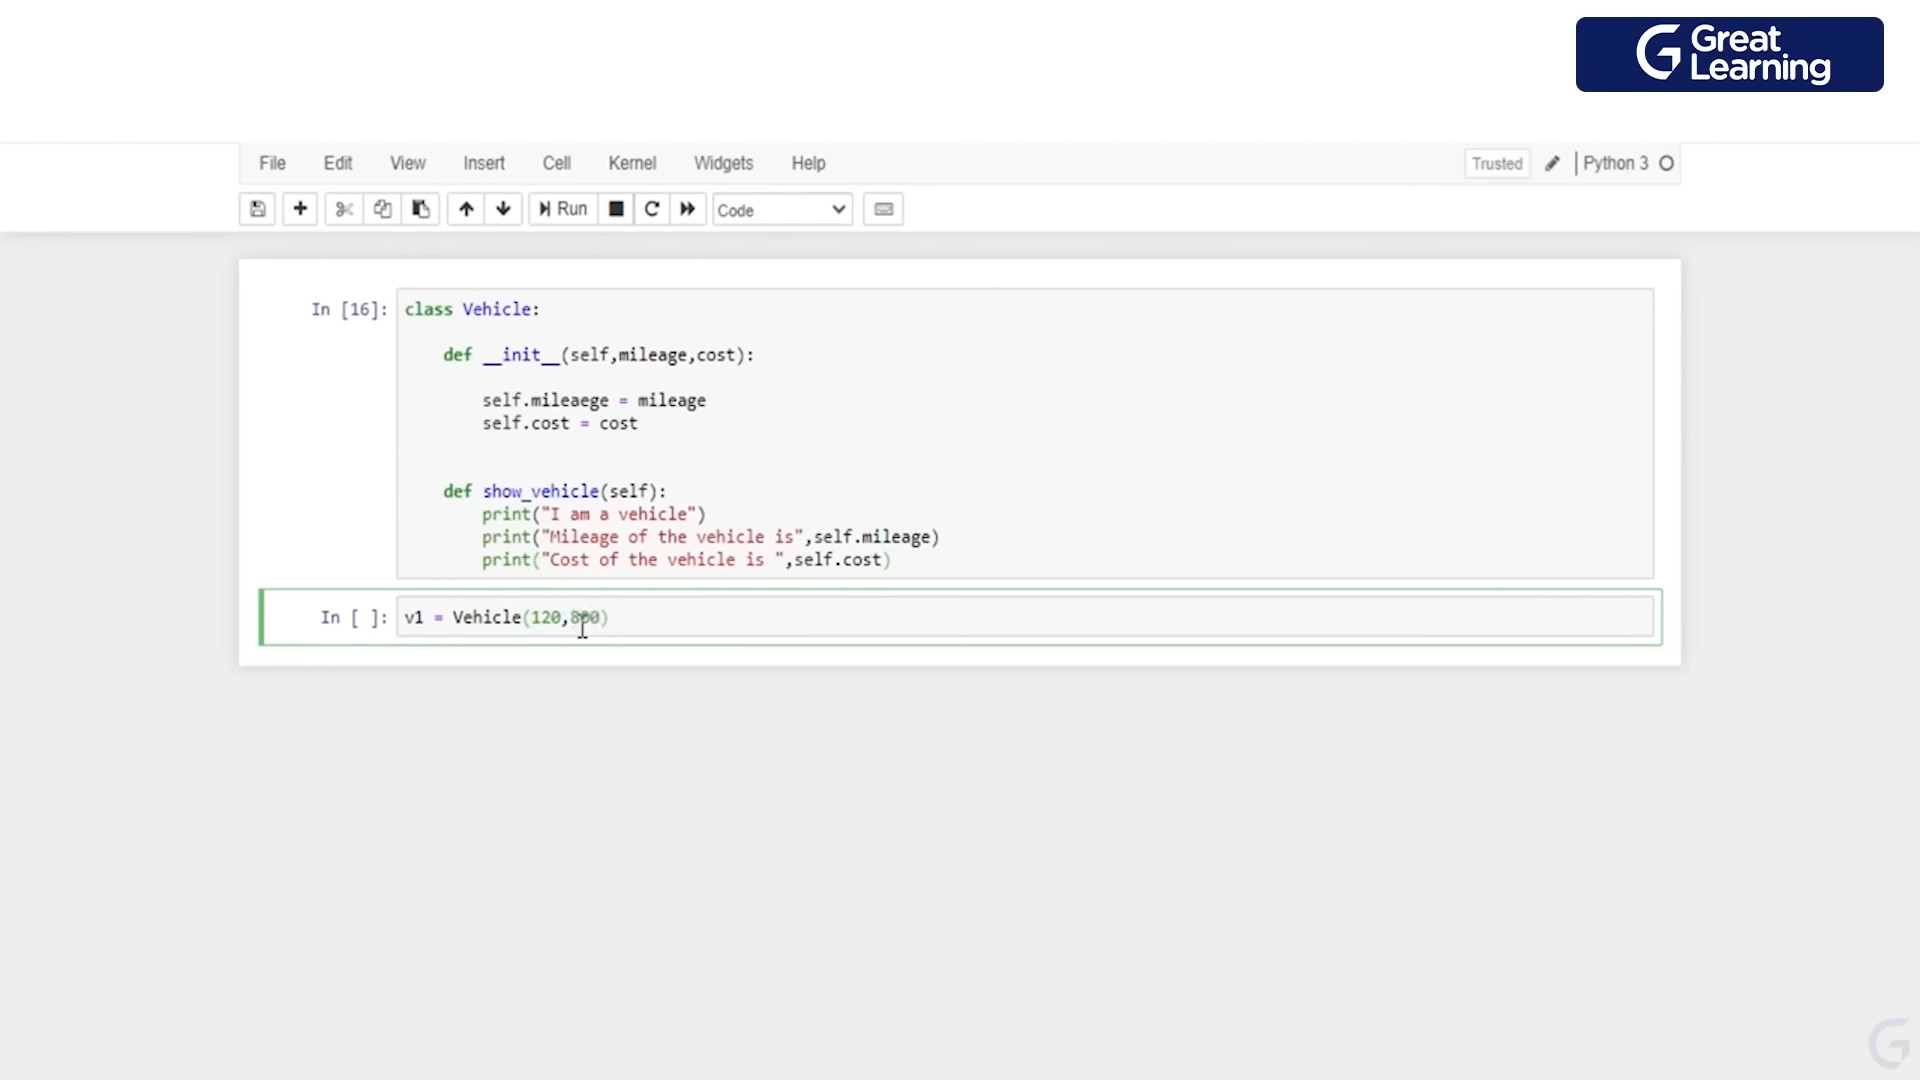 Great
Learning
File Edit View Insert Cell Kernel Widgets Help Trusted Python 3
Run Code
In [16]: class Vehicle:
def __init__(self,mileage,cost):
self.mileaege = mileage
self.cost = cost
def show_vehicle(self):
print("I am a vehicle")
print("Mileage of the vehicle is",self.mileage)
print("Cost of the vehicle is ",self.cost)
In [ ]: v1 = Vehicle(120,800)